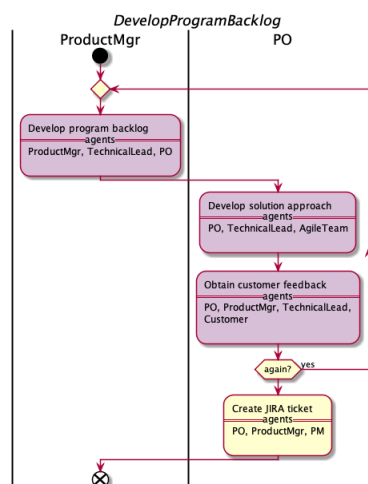 DevelopProgramBacklog
ProductMgr
PO
Develop program backlog
agents
ProductMgr, TechnicalLead, PO
Develop solution approach
agents
PO, TechnicalLead, AgileTeam
Obtain customer feedback
agents
PO, ProductMgr, TechnicalLead,
Customer
again?
yes
Create JIRA ticket
agents
PO, ProductMgr, PM